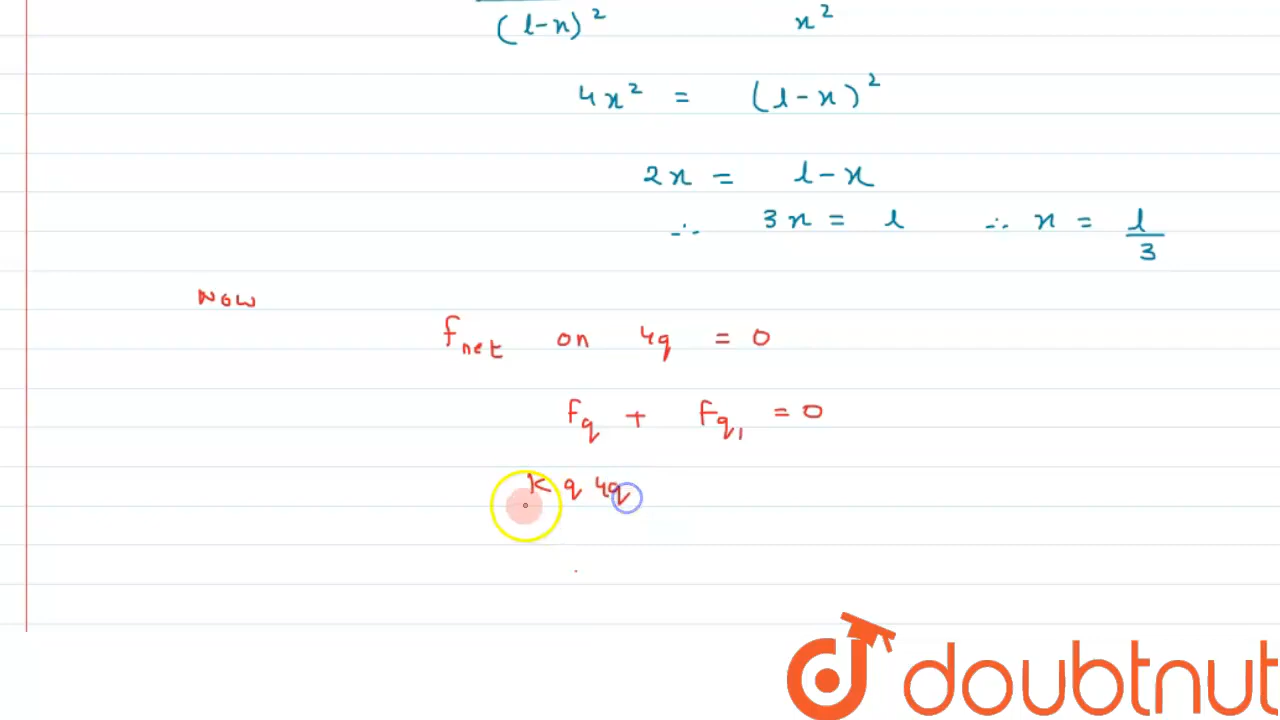 (l-x)² x²
4x² = (l-x)²
2x = l-x
∴ 3x = l ∴ x = l/3
Now
Fnet on 4q = 0
Fq + Fq₁ = 0
K q 4q
doubtnut